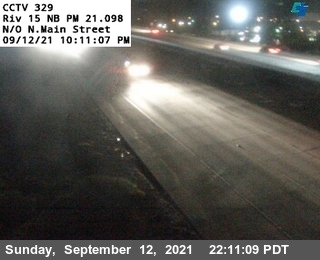 CCTV 329
Riv 15 NB PM 21.098
N/O N.Main Street
09/12/21 10:11:07 PM
Sunday, September 12, 2021 22:11:09 PDT